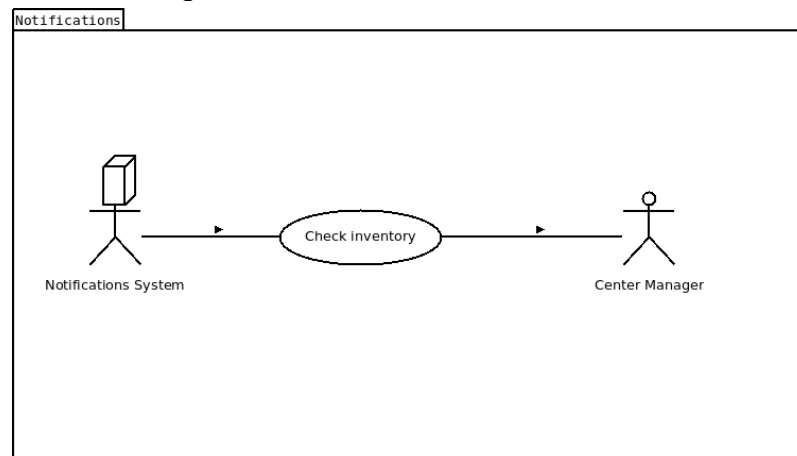 Notifications
Check inventory
Notifications System
Center Manager